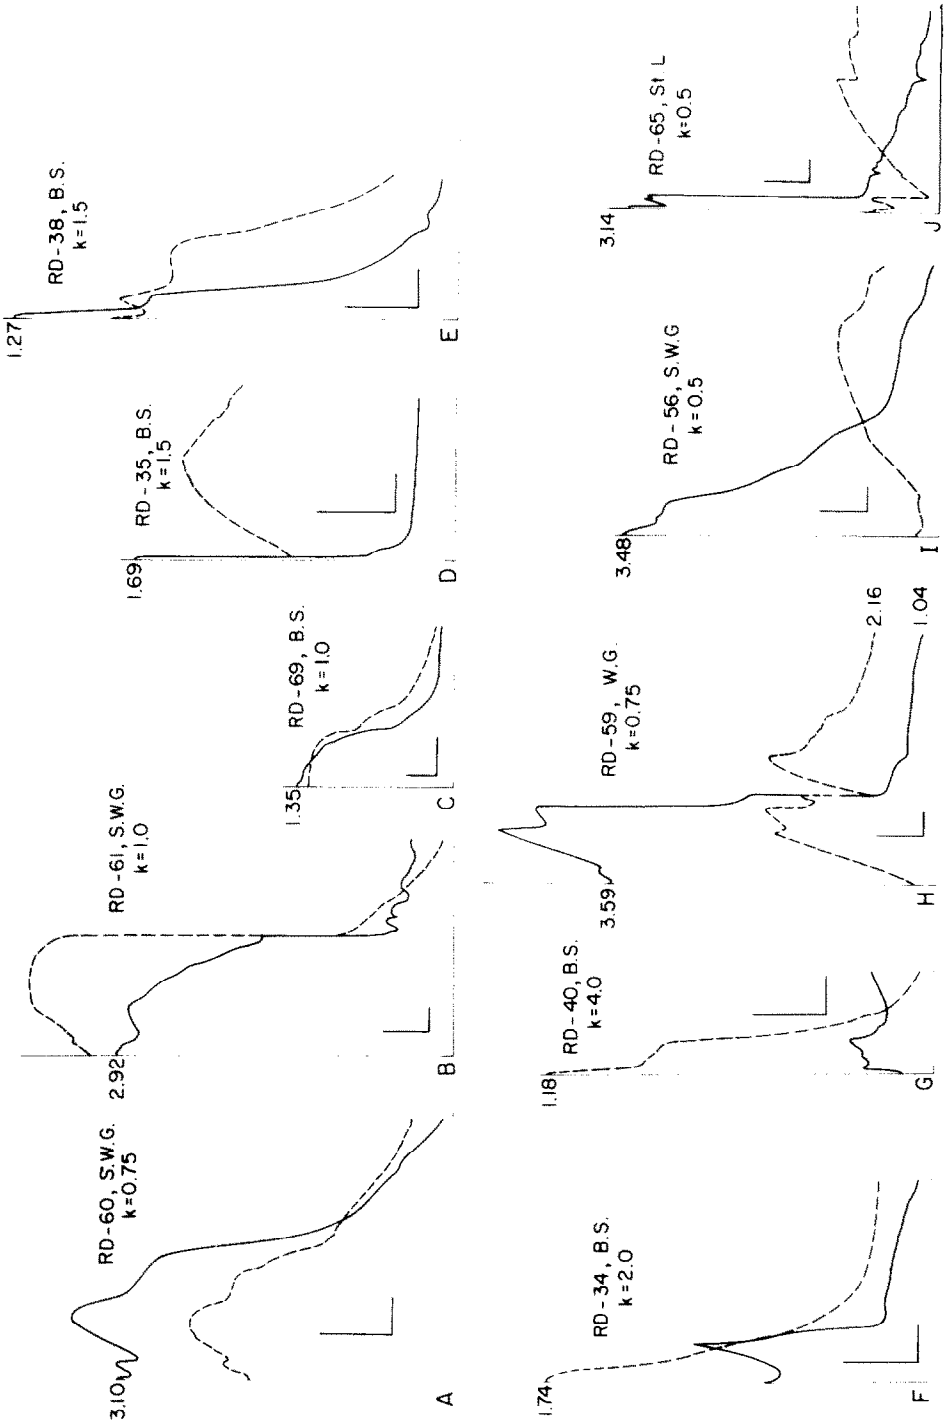 3.10
RD-60, S.W.G.
k=0.75
A
2.92
RD-61, S.W.G.
k=1.0
B
1.35
RD-69, B.S.
k=1.0
C
1.69
RD-35, B.S.
k=1.5
D
1.27
RD-38, B.S.
k=1.5
E
1.74
RD-34, B.S.
k=2.0
F
1.18
RD-40, B.S.
k=4.0
G
3.59
RD-59, W.G.
k=0.75
2.16
1.04
H
3.48
RD-56, S.W.G
k=0.5
I
3.14
RD-65, St. L
k=0.5
J